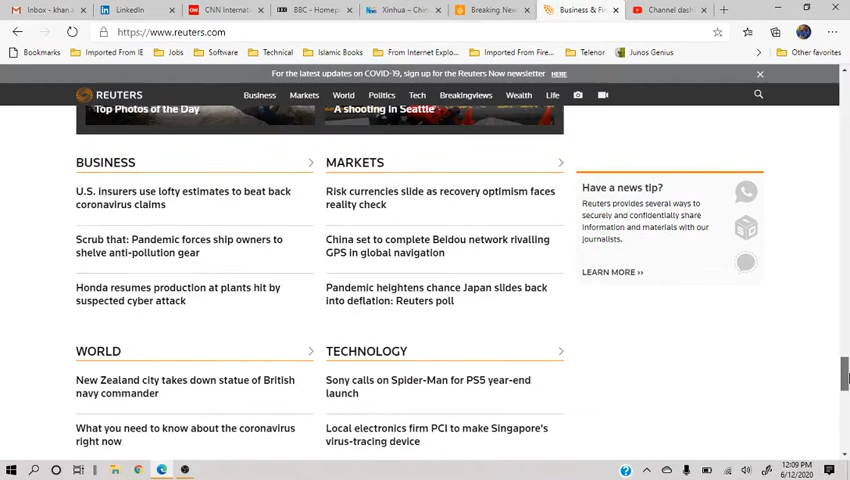 Inbox - khan.a
LinkedIn
CNN Internati
BBC - Homep
Xinhua – Chin
Breaking New
Business & Fi
Channel dash
https://www.reuters.com
Bookmarks
Imported From IE
Jobs
Software
Technical
Islamic Books
From Internet Explo...
Imported From Fire...
Telenor
Junos Genius
Other favorites
For the latest updates on COVID-19, sign up for the Reuters Now newsletter HERE
REUTERS
Business
Markets
World
Politics
Tech
Breakingviews
Wealth
Life
Top Photos of the Day
A shooting in Seattle
BUSINESS
U.S. insurers use lofty estimates to beat back
coronavirus claims
Scrub that: Pandemic forces ship owners to
shelve anti-pollution gear
Honda resumes production at plants hit by
suspected cyber attack
MARKETS
Risk currencies slide as recovery optimism faces
reality check
China set to complete Beidou network rivalling
GPS in global navigation
Pandemic heightens chance Japan slides back
into deflation: Reuters poll
Have a news tip?
Reuters provides several ways to
securely and confidentially share
information and materials with our
journalists.
LEARN MORE ››
WORLD
New Zealand city takes down statue of British
navy commander
What you need to know about the coronavirus
right now
TECHNOLOGY
Sony calls on Spider-Man for PS5 year-end
launch
Local electronics firm PCI to make Singapore's
virus-tracing device
12:09 PM
6/12/2020